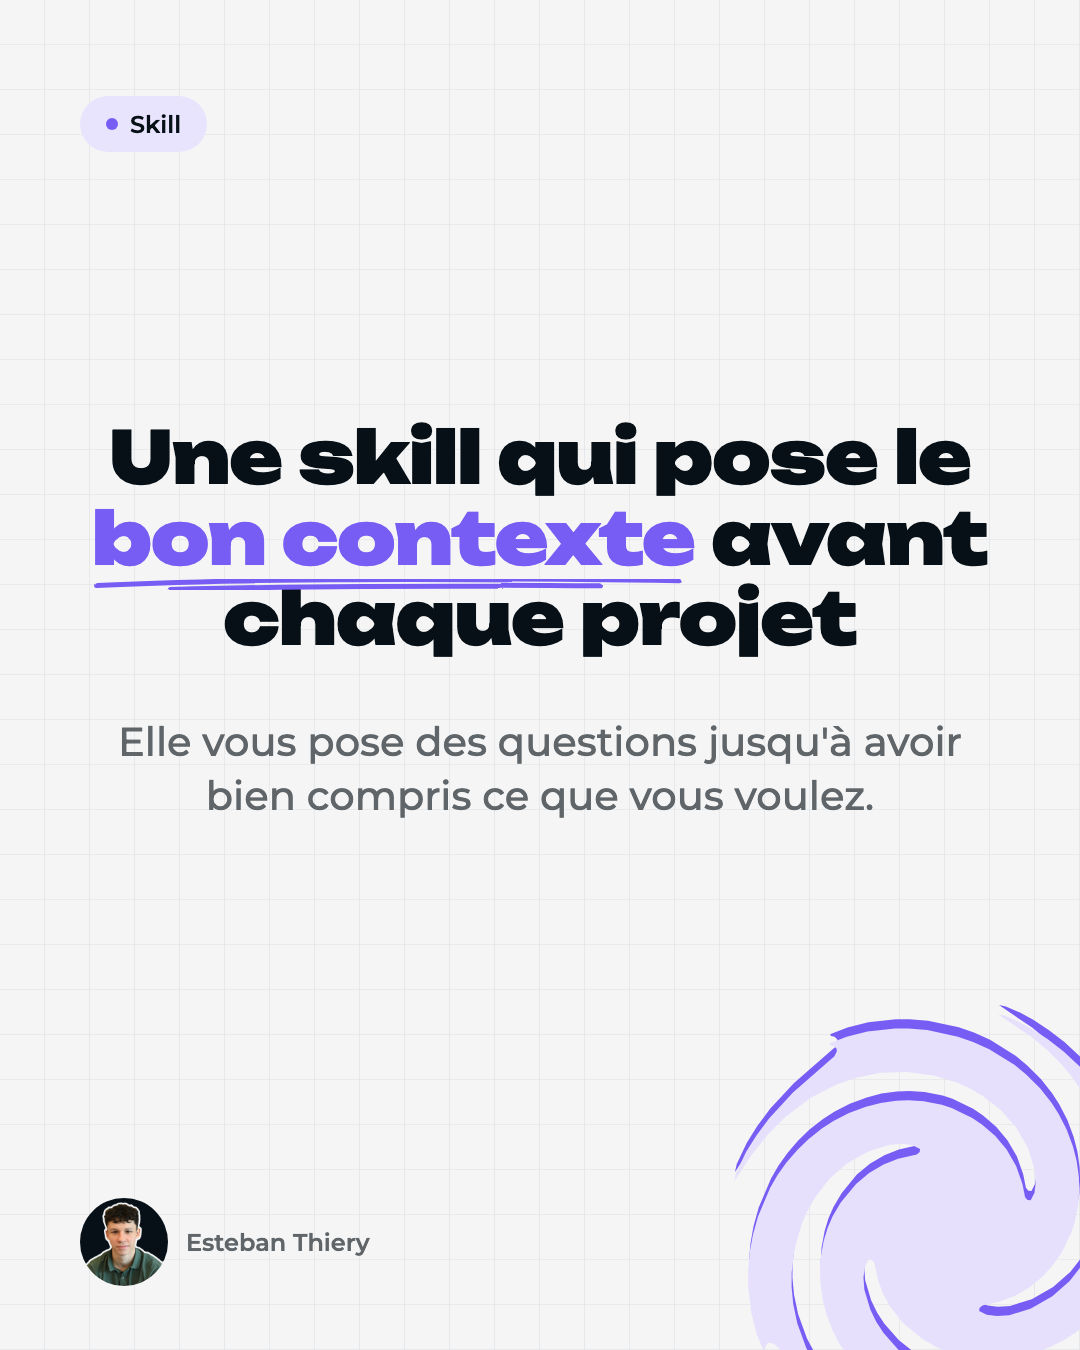 Skill
Une skill qui pose le
bon contexte avant
chaque projet
Elle vous pose des questions jusqu'à avoir
bien compris ce que vous voulez.
Esteban Thiery